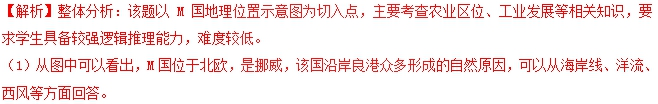 【解析】整体分析：该题以 M 国地理位置示意图为切入点，主要考查农业区位、工业发展等相关知识，要
求学生具备较强逻辑推理能力，难度较低。
（1）从图中可以看出，M国位于北欧，是挪威，该国沿岸良港众多形成的自然原因，可以从海岸线、洋流、
西风等方面回答。